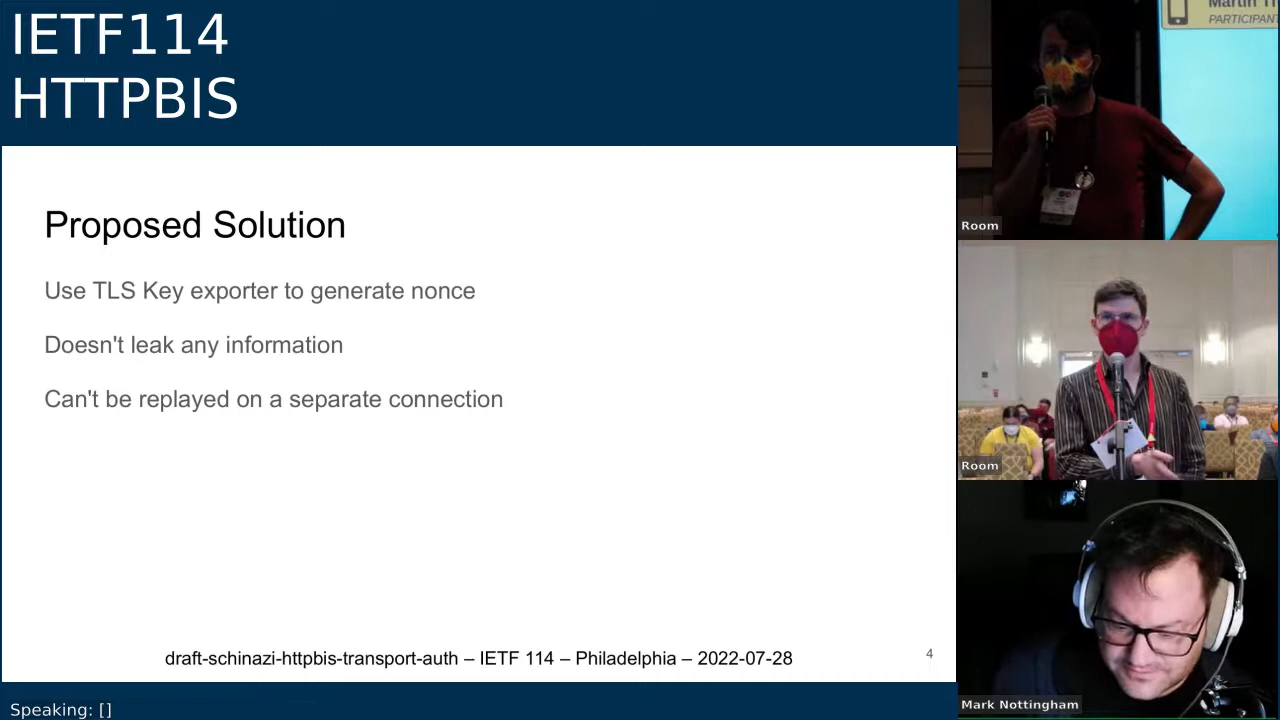 IETF114
HTTPBIS
Proposed Solution
Use TLS Key exporter to generate nonce
Doesn't leak any information
Can't be replayed on a separate connection
draft-schinazi-httpbis-transport-auth – IETF 114 – Philadelphia – 2022-07-28
4
Speaking: []
Martin
PARTICIPANT
Room
Room
Mark Nottingham